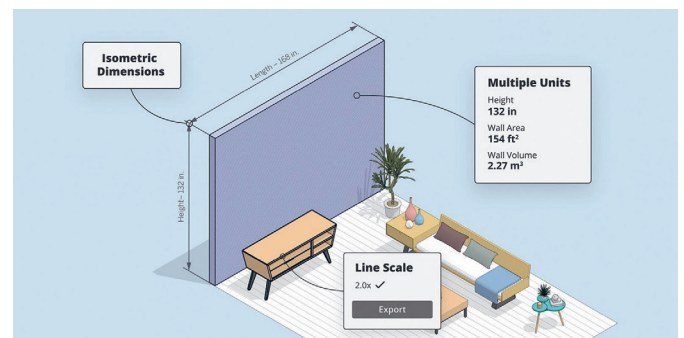 Isometric
Dimensions
Length – 168 in.
Multiple Units
Height
132 in
Wall Area
154 ft²
Wall Volume
2.27 m³
Height– 132 in.
Line Scale
2.0x ✓
Export